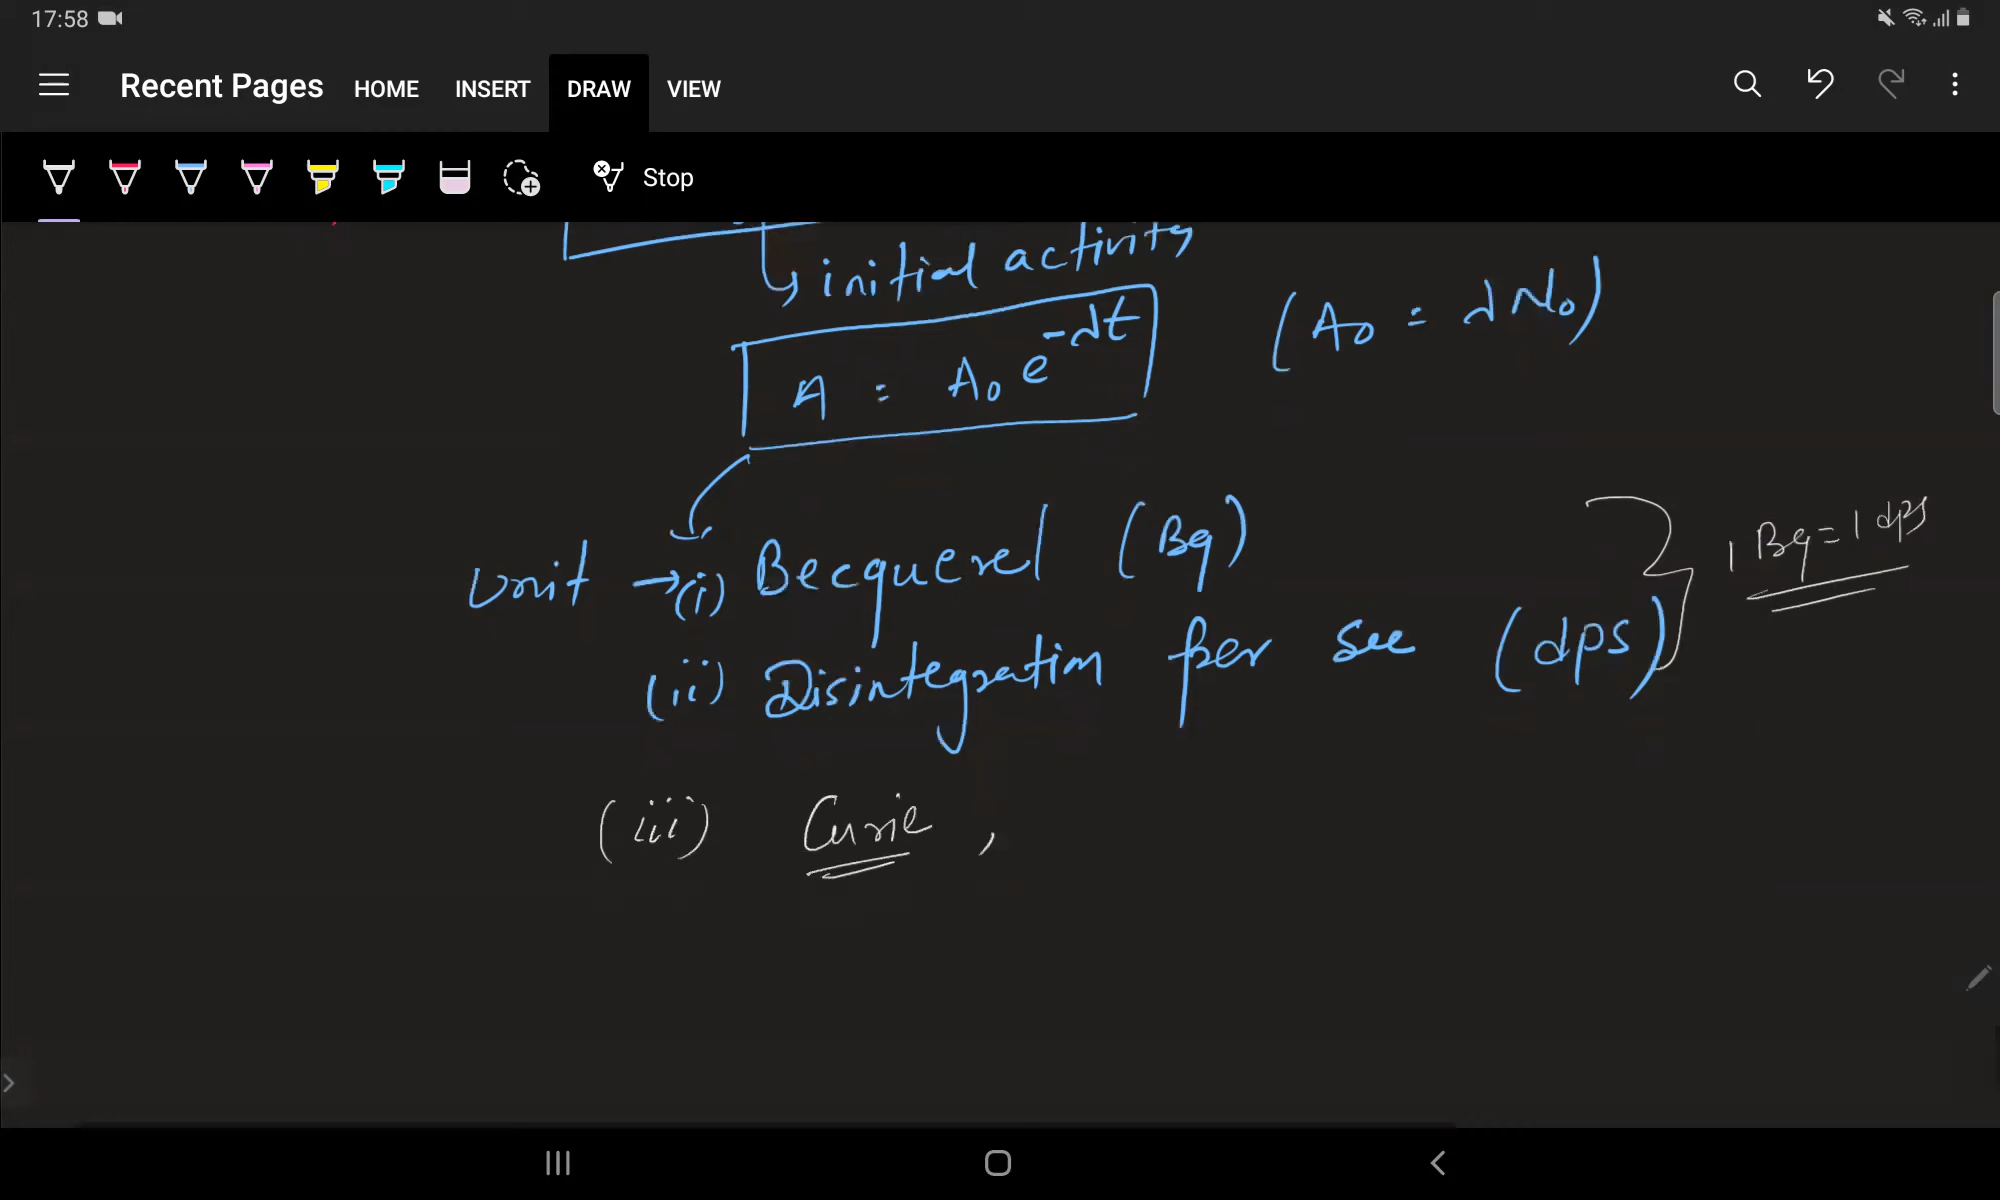 17:58
Recent Pages HOME INSERT DRAW VIEW
Stop
initial activity
A = A₀ e^-λt (A₀ = λN₀)
Unit → (i) Becquerel (Bq)
(ii) Disintegration per sec (dps)
1 Bq = 1 dps
(iii) Curie ,